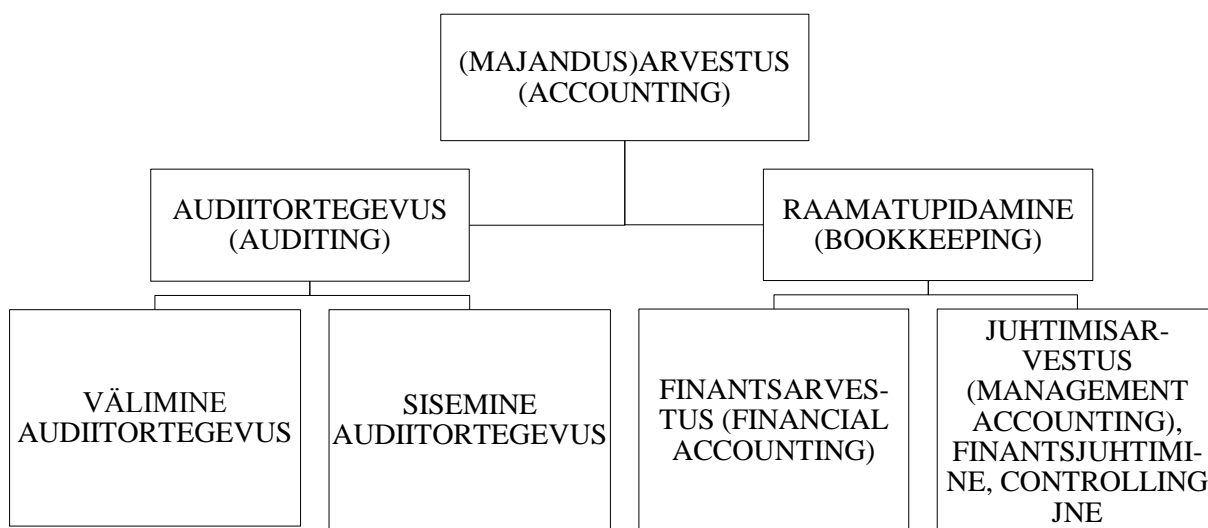 (MAJANDUS)ARVESTUS
(ACCOUNTING)
AUDIITORTEGEVUS
(AUDITING)
RAAMATUPIDAMINE
(BOOKKEEPING)
VÄLIMINE
AUDIITORTEGEVUS
SISEMINE
AUDIITORTEGEVUS
FINANTSARVES-
TUS (FINANCIAL
ACCOUNTING)
JUHTIMISAR-
VESTUS
(MANAGEMENT
ACCOUNTING),
FINANTSJUHTIMI-
NE, CONTROLLING
JNE